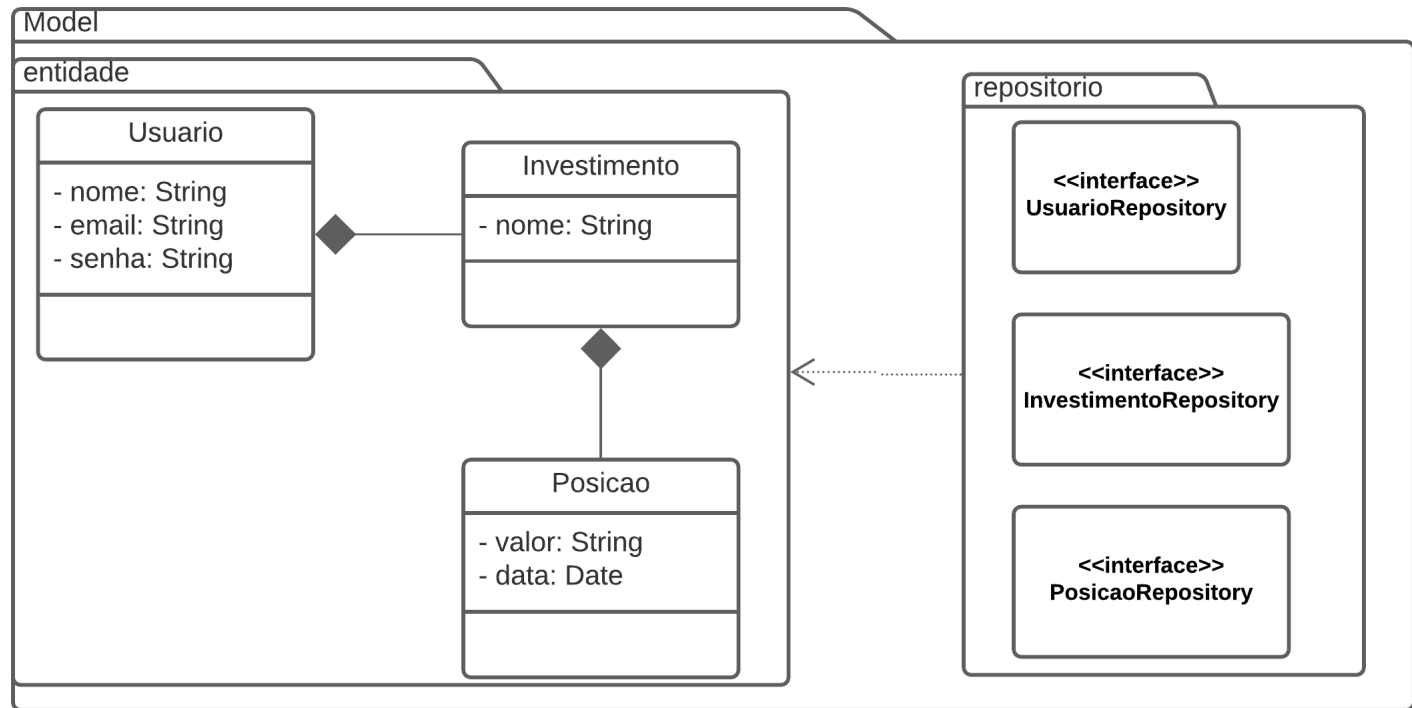 Model
entidade
Usuario
- nome: String
- email: String
- senha: String
Investimento
- nome: String
Posicao
- valor: String
- data: Date
repositorio
<<interface>>
UsuarioRepository
<<interface>>
InvestimentoRepository
<<interface>>
PosicaoRepository